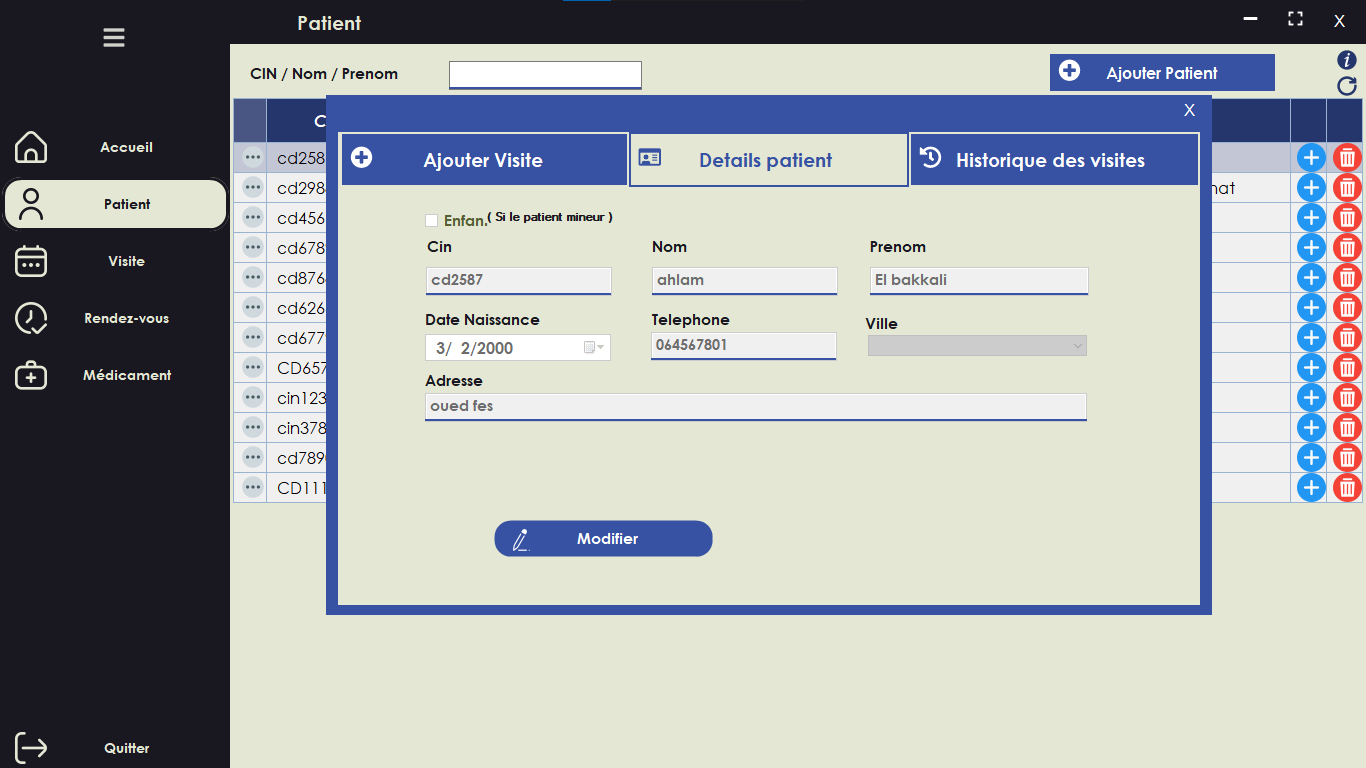 Patient
X
CIN / Nom / Prenom
Ajouter Patient
Accueil
Patient
Visite
Rendez-vous
Médicament
Quitter
C
cd258
cd298
cd456
cd678
cd876
cd626
cd677
CD657
cin123
cin378
cd789
CD111
nat
X
Ajouter Visite
Details patient
Historique des visites
Enfan. ( Si le patient mineur )
Cin
Nom
Prenom
cd2587
ahlam
El bakkali
Date Naissance
Telephone
Ville
3/ 2/2000
064567801
Adresse
oued fes
Modifier